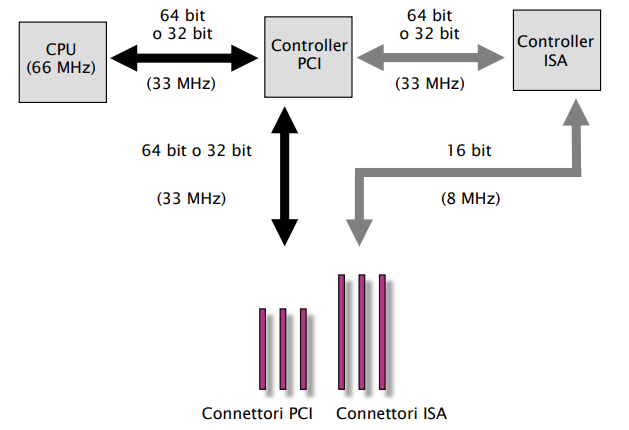 64 bit
o 32 bit
64 bit
o 32 bit
CPU
(66 MHz)
Controller
PCI
Controller
ISA
(33 MHz)
(33 MHz)
64 bit o 32 bit
16 bit
(33 MHz)
(8 MHz)
Connettori PCI
Connettori ISA